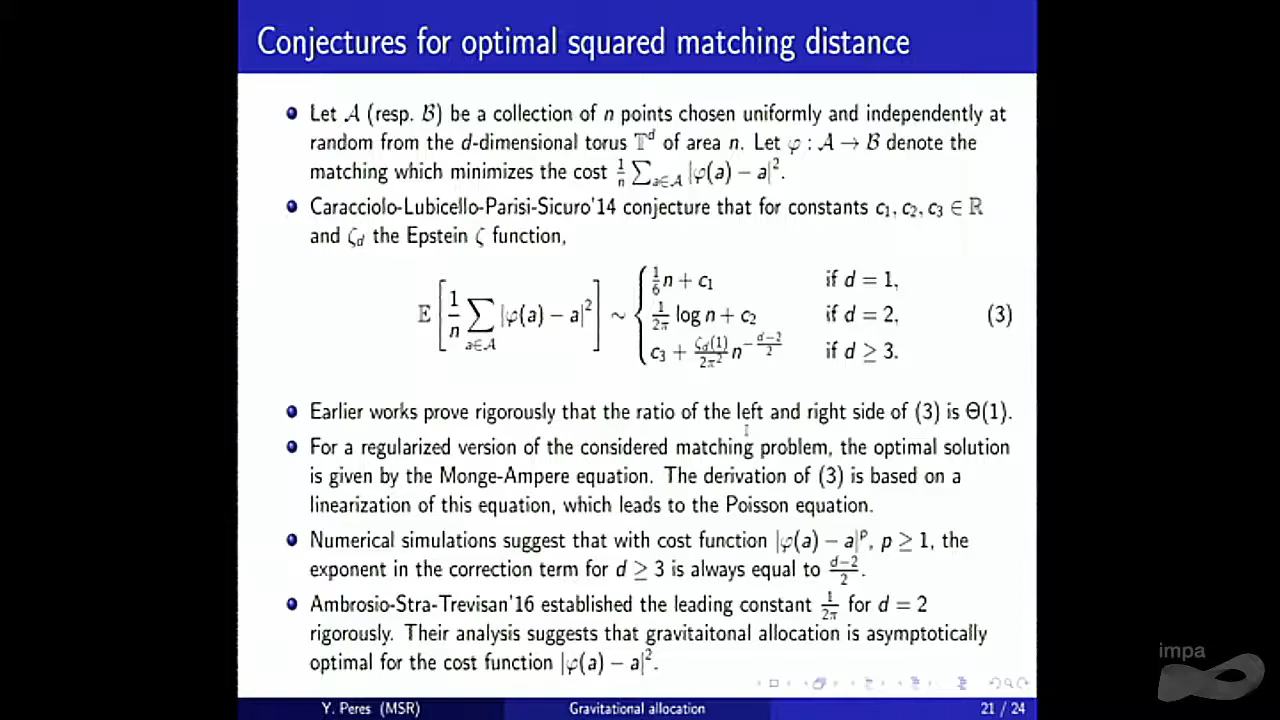 Conjectures for optimal squared matching distance
Let 𝒜 (resp. ℬ) be a collection of n points chosen uniformly and independently at
random from the d-dimensional torus 𝕋^d of area n. Let φ : 𝒜 → ℬ denote the
matching which minimizes the cost 1/n ∑_{a∈𝒜} |φ(a) − a|².
Caracciolo-Lubicello-Parisi-Sicuro'14 conjecture that for constants c₁, c₂, c₃ ∈ ℝ
and ζ_d the Epstein ζ function,
𝔼[1/n ∑_{a∈𝒜} |φ(a) − a|²] ∼ { 1/6 n + c₁ if d = 1,
1/2π log n + c₂ if d = 2, (3)
c₃ + ζ_d(1)/2π² n^{−(d−2)/2} if d ≥ 3.
Earlier works prove rigorously that the ratio of the left and right side of (3) is Θ(1).
For a regularized version of the considered matching problem, the optimal solution
is given by the Monge-Ampere equation. The derivation of (3) is based on a
linearization of this equation, which leads to the Poisson equation.
Numerical simulations suggest that with cost function |φ(a) − a|^p, p ≥ 1, the
exponent in the correction term for d ≥ 3 is always equal to (d−2)/2.
Ambrosio-Stra-Trevisan'16 established the leading constant 1/2π for d = 2
rigorously. Their analysis suggests that gravitaitonal allocation is asymptotically
optimal for the cost function |φ(a) − a|².
impa
Y. Peres (MSR) Gravitational allocation 21 / 24